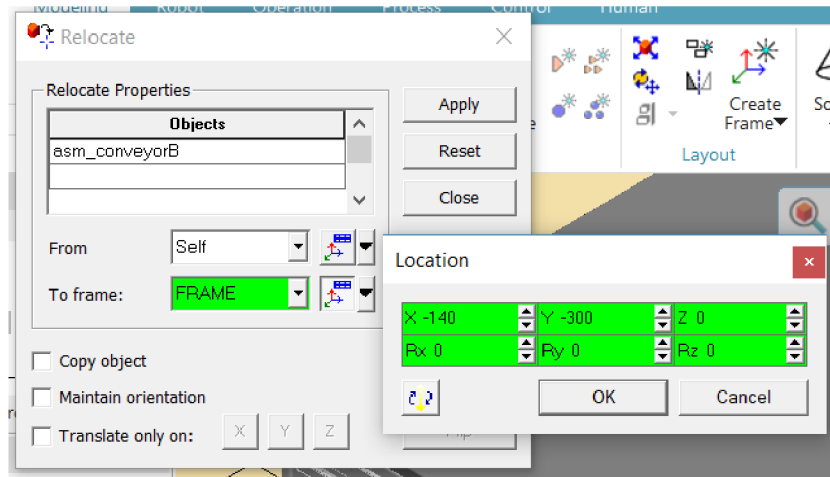 Modeling Robot Operation Process Control Human
Relocate
Relocate Properties
Objects
asm_conveyorB
Apply
Reset
Close
From Self
To frame: FRAME
Copy object
Maintain orientation
Translate only on: X Y Z
Flip
Create
Frame
Layout
Location
X -140 Y -300 Z 0
Rx 0 Ry 0 Rz 0
OK Cancel